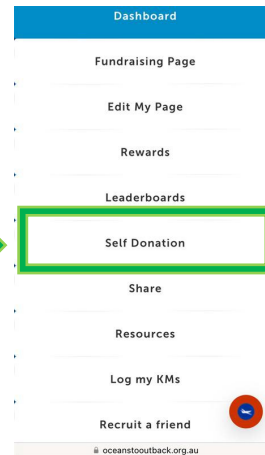 Dashboard
Fundraising Page
Edit My Page
Rewards
Leaderboards
Self Donation
Share
Resources
Log my KMs
Recruit a friend
oceanstooutback.org.au